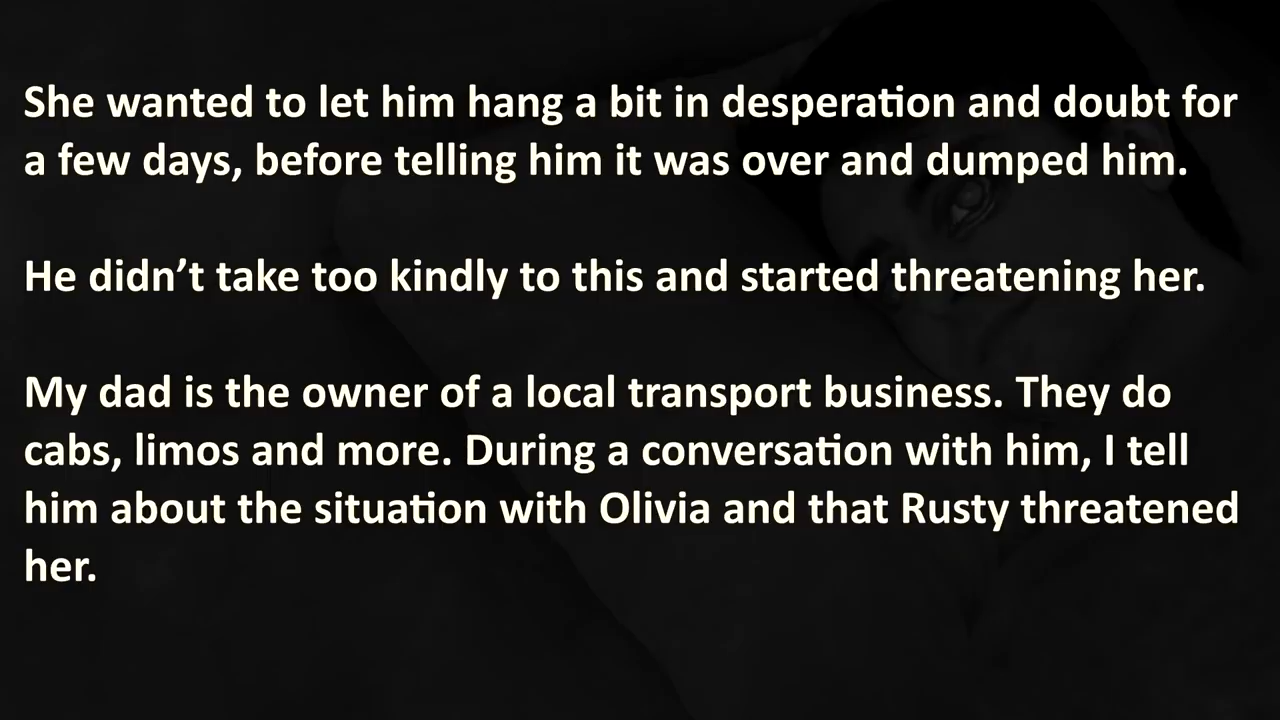 She wanted to let him hang a bit in desperation and doubt for
a few days, before telling him it was over and dumped him.
He didn’t take too kindly to this and started threatening her.
My dad is the owner of a local transport business. They do
cabs, limos and more. During a conversation with him, I tell
him about the situation with Olivia and that Rusty threatened
her.